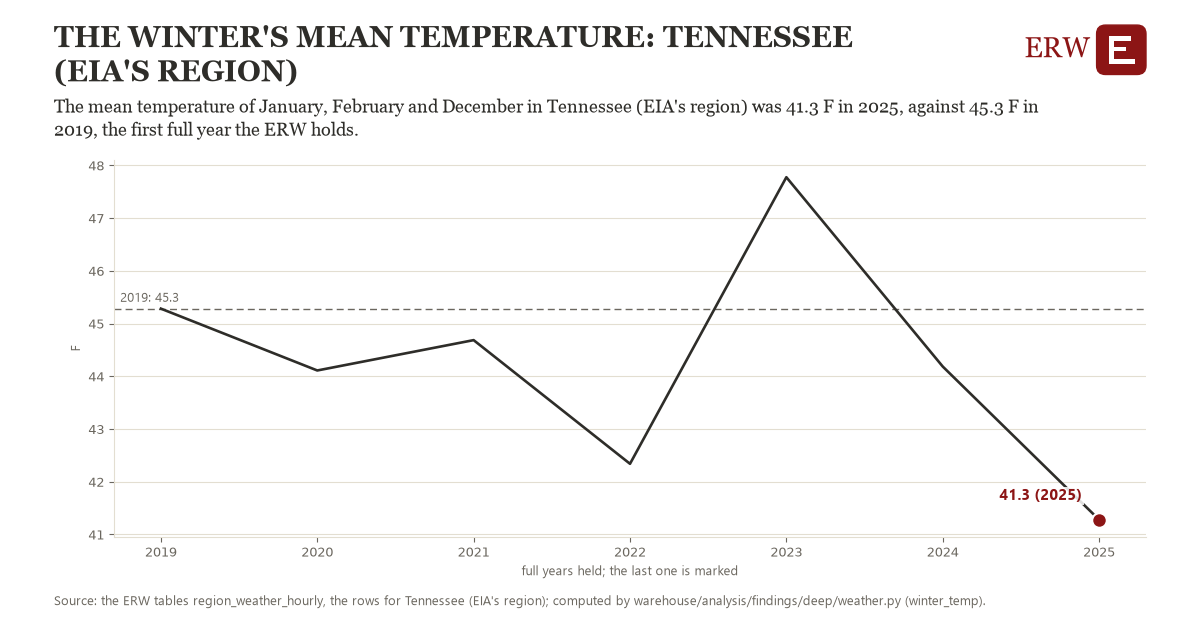 THE WINTER'S MEAN TEMPERATURE: TENNESSEE
(EIA'S REGION)
ERW E
The mean temperature of January, February and December in Tennessee (EIA's region) was 41.3 F in 2025, against 45.3 F in
2019, the first full year the ERW holds.
48
47
46
45
44
43
42
41
F
2019: 45.3
41.3 (2025)
2019 2020 2021 2022 2023 2024 2025
full years held; the last one is marked
Source: the ERW tables region_weather_hourly, the rows for Tennessee (EIA's region); computed by warehouse/analysis/findings/deep/weather.py (winter_temp).